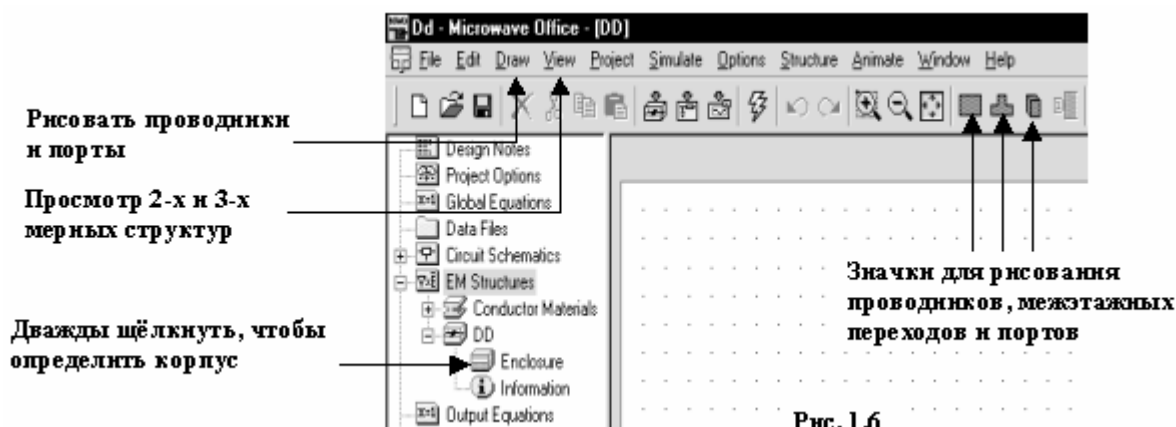 Dd - Microwave Office - [DD]
File Edit Draw View Project Simulate Options Structure Animate Window Help
Рисовать проводники
и порты
Просмотр 2-х и 3-х
мерных структур
Дважды щёлкнуть, чтобы
определить корпус
Design Notes
Project Options
Global Equations
Data Files
Circuit Schematics
EM Structures
Conductor Materials
DD
Enclosure
Information
Output Equations
Значки для рисования
проводников, межэтажных
переходов и портов
Рис. 1.6